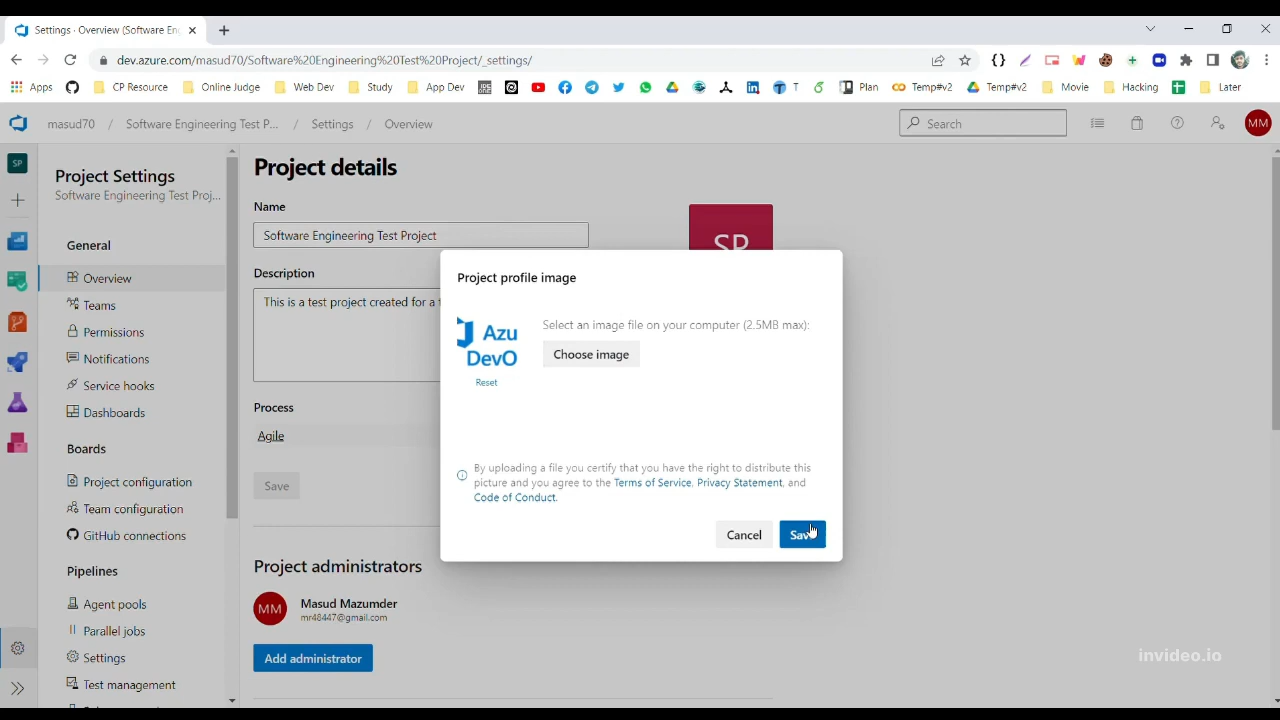 Settings - Overview (Software En
dev.azure.com/masud70/Software%20Engineering%20Test%20Project/_settings/
Apps
CP Resource
Online Judge
Web Dev
Study
App Dev
T
Plan
Temp#v2
Temp#v2
Movie
Hacking
Later
masud70 / Software Engineering Test P... / Settings / Overview
Search
MM
SP
Project Settings
Software Engineering Test Proj...
General
Overview
Teams
Permissions
Notifications
Service hooks
Dashboards
Boards
Project configuration
Team configuration
GitHub connections
Pipelines
Agent pools
Parallel jobs
Settings
Test management
Project details
Name
Software Engineering Test Project
SP
Description
This is a test project created for a
Process
Agile
Save
Project administrators
MM
Masud Mazumder
mr48447@gmail.com
Add administrator
Project profile image
Azu
DevO
Reset
Select an image file on your computer (2.5MB max):
Choose image
By uploading a file you certify that you have the right to distribute this
picture and you agree to the Terms of Service, Privacy Statement, and
Code of Conduct.
Cancel
Save
invideo.io